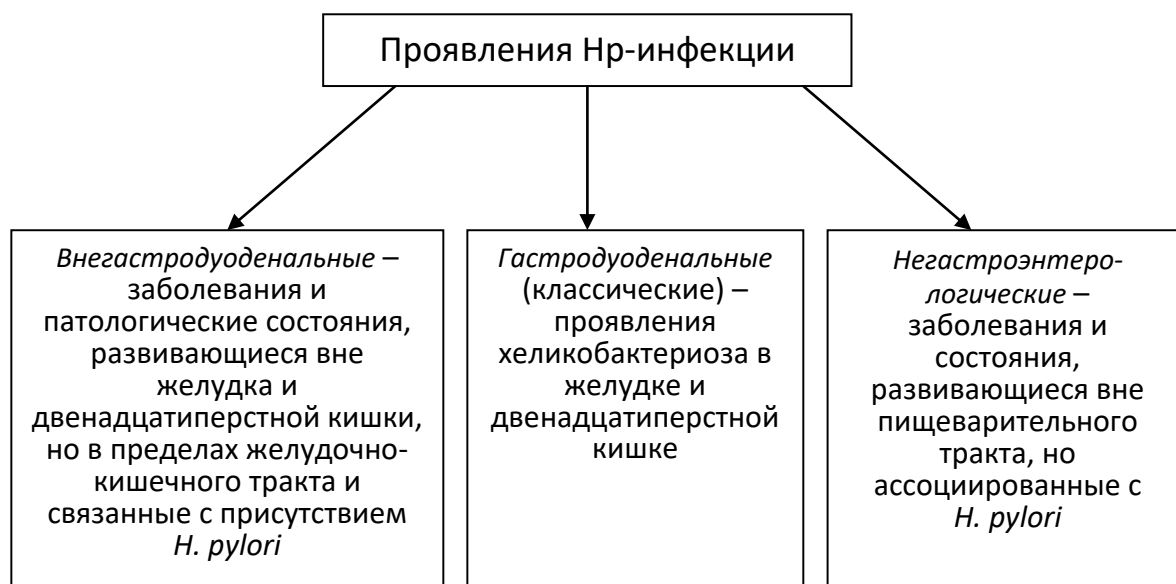 Проявления Нр-инфекции
Внегастродуоденальные –
заболевания и
патологические состояния,
развивающиеся вне
желудка и
двенадцатиперстной кишки,
но в пределах желудочно-
кишечного тракта и
связанные с присутствием
H. pylori
Гастродуоденальные
(классические) –
проявления
хеликобактериоза в
желудке и
двенадцатиперстной
кишке
Негастроэнтеро-
логические –
заболевания и
состояния,
развивающиеся вне
пищеварительного
тракта, но
ассоциированные с
H. pylori